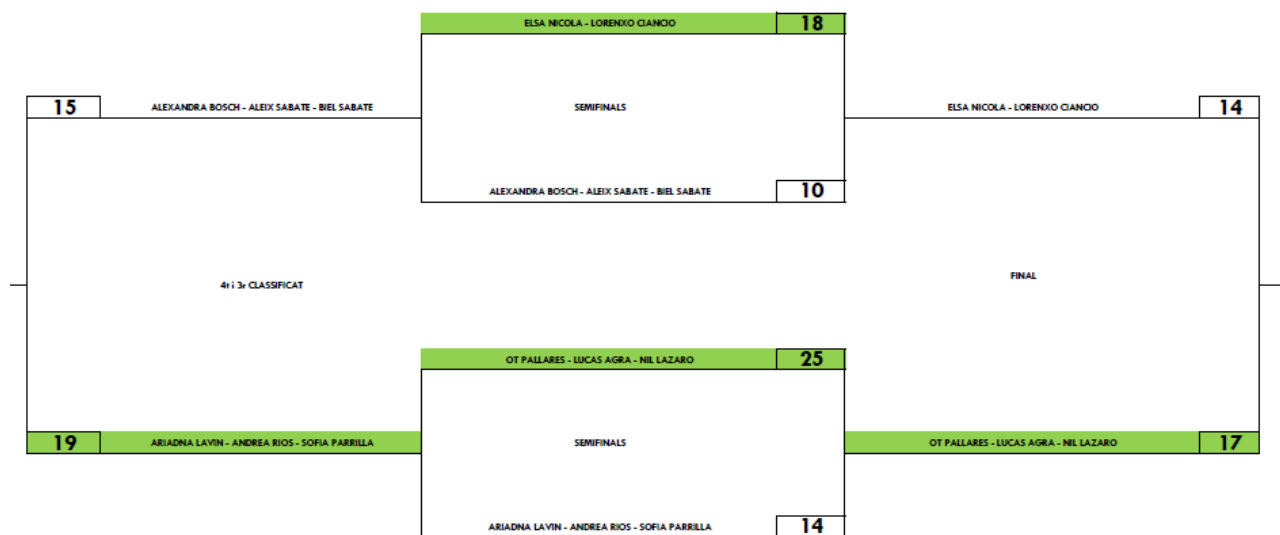 ELSA NICOLA - LORENXO CIANCIO 18
15 ALEXANDRA BOSCH - ALEIX SABATE - BIEL SABATE
SEMIFINALS
ELSA NICOLA - LORENXO CIANCIO 14
ALEXANDRA BOSCH - ALEIX SABATE - BIEL SABATE 10
4t i 3r CLASSIFICAT
FINAL
OT PALLARES - LUCAS AGRA - NIL LAZARO 25
19 ARIADNA LAVIN - ANDREA RIOS - SOFIA PARRILLA
SEMIFINALS
OT PALLARES - LUCAS AGRA - NIL LAZARO 17
ARIADNA LAVIN - ANDREA RIOS - SOFIA PARRILLA 14